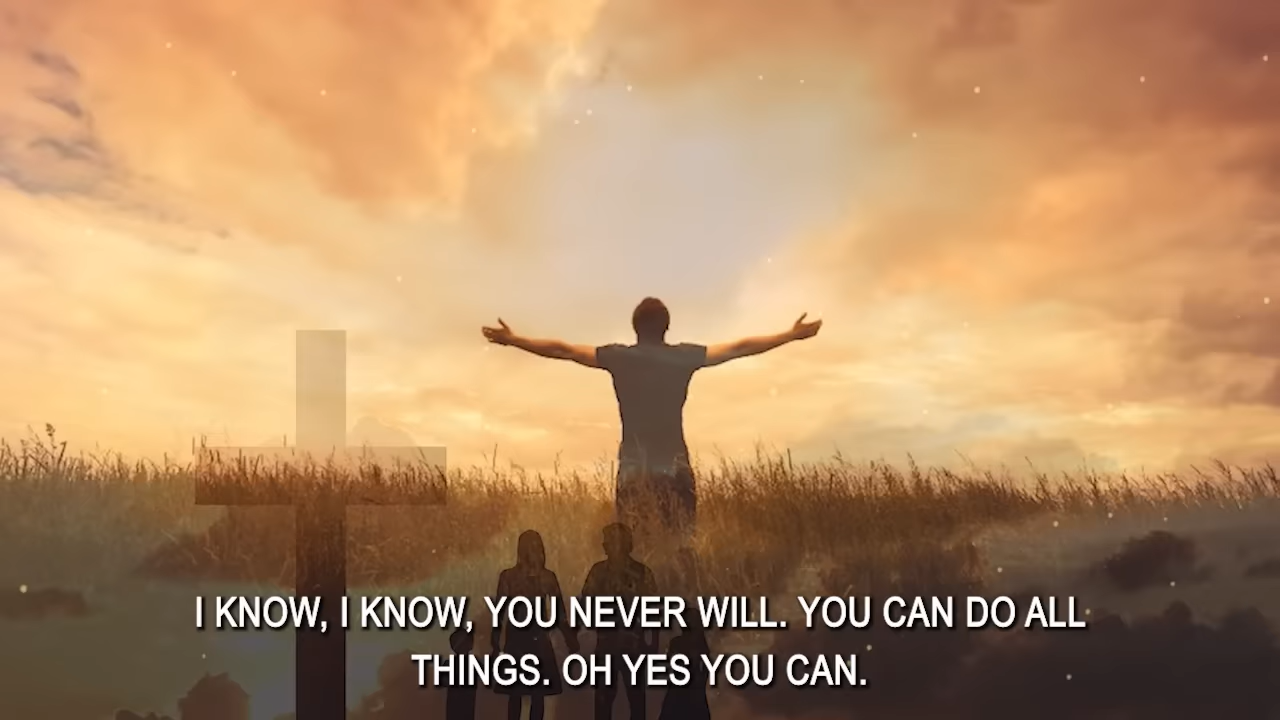 I KNOW, I KNOW, YOU NEVER WILL. YOU CAN DO ALL
THINGS. OH YES YOU CAN.